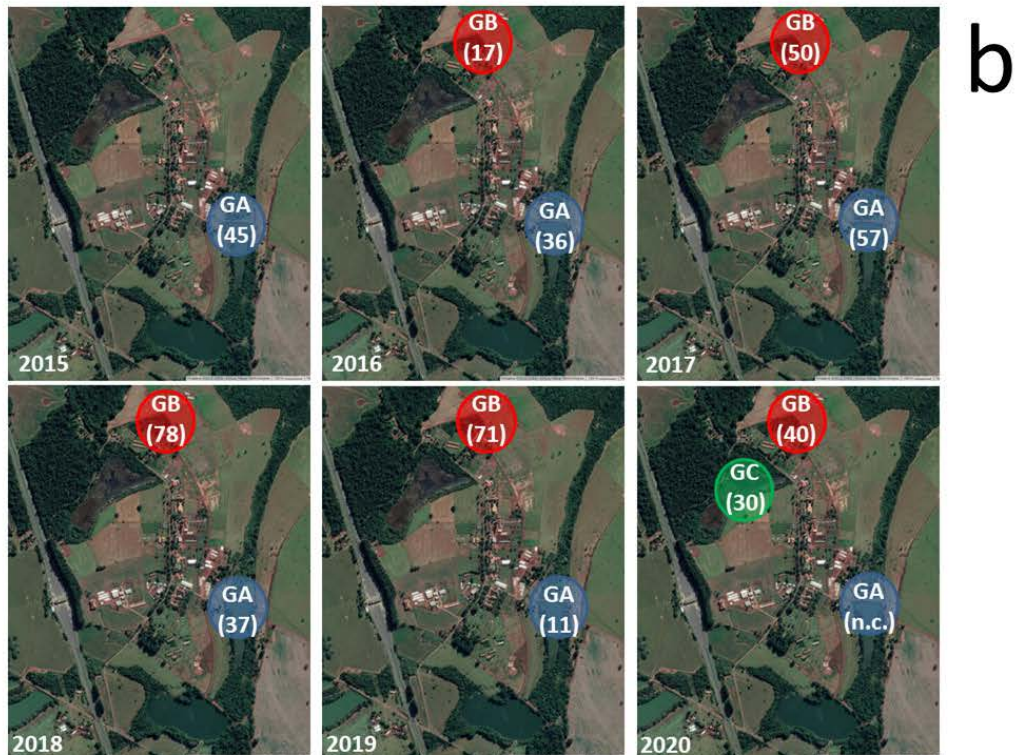 b
2015
GA
(45)
2016
GB
(17)
GA
(36)
2017
GB
(50)
GA
(57)
2018
GB
(78)
GA
(37)
2019
GB
(71)
GA
(11)
2020
GB
(40)
GC
(30)
GA
(n.c.)